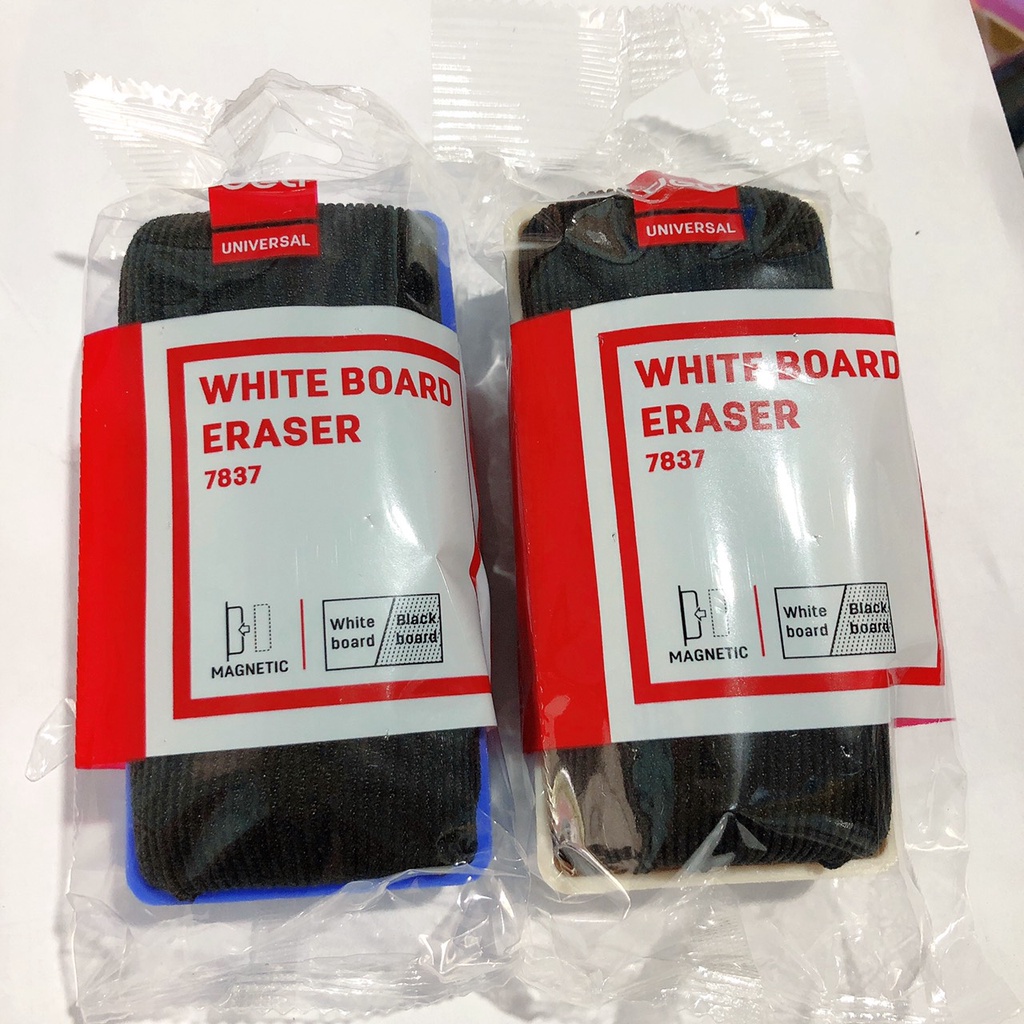 UNIVERSAL
WHITE BOARD
ERASER
7837
MAGNETIC
White
board
Black
board
UNIVERSAL
WHITE BOARD
ERASER
7837
MAGNETIC
White
board
Black
board